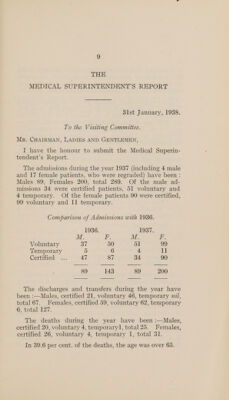 9
THE
MEDICAL SUPERINTENDENT'S REPORT
31st January, 1938.
To the Visiting Committee.
MR. CHAIRMAN, LADIES AND GENTLEMEN,
I have the honour to submit the Medical Superin-
tendent's Report.
The admissions during the year 1937 (including 4 male
and 17 female patients, who were regraded) have been :
Males 89, Females 200, total 289. Of the male ad-
missions 34 were certified patients, 51 voluntary and
4 temporary. Of the female patients 90 were certified,
99 voluntary and 11 temporary.
Comparison of Admissions with 1936.
1936. 1937.
M. F. M. F.
Voluntary 37 50 51 99
Temporary 5 6 4 11
Certified ... 47 87 34 90
89 143 89 200
The discharges and transfers during the year have
been :—Males, certified 21, voluntary 46, temporary nil,
total 67. Females, certified 59, voluntary 62, temporary
6, total 127.
The deaths during the year have been :—Males,
certified 20, voluntary 4, temporary 1, total 25. Females,
certified 26, voluntary 4, temporary 1, total 31.
In 39.6 per cent. of the deaths, the age was over 65.